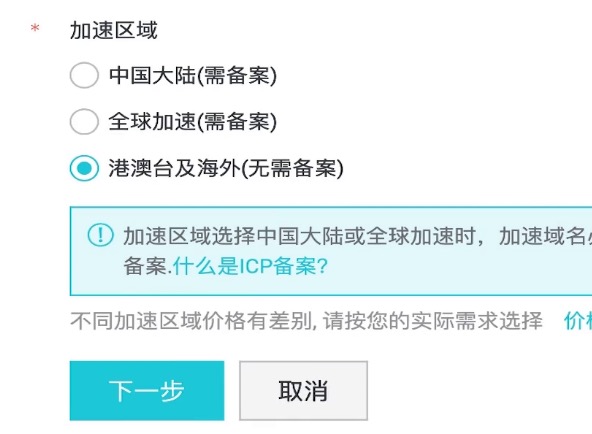 * 加速区域
中国大陆(需备案)
全球加速(需备案)
港澳台及海外(无需备案)
加速区域选择中国大陆或全球加速时，加速域名
备案.什么是ICP备案?
不同加速区域价格有差别, 请按您的实际需求选择 价
下一步 取消